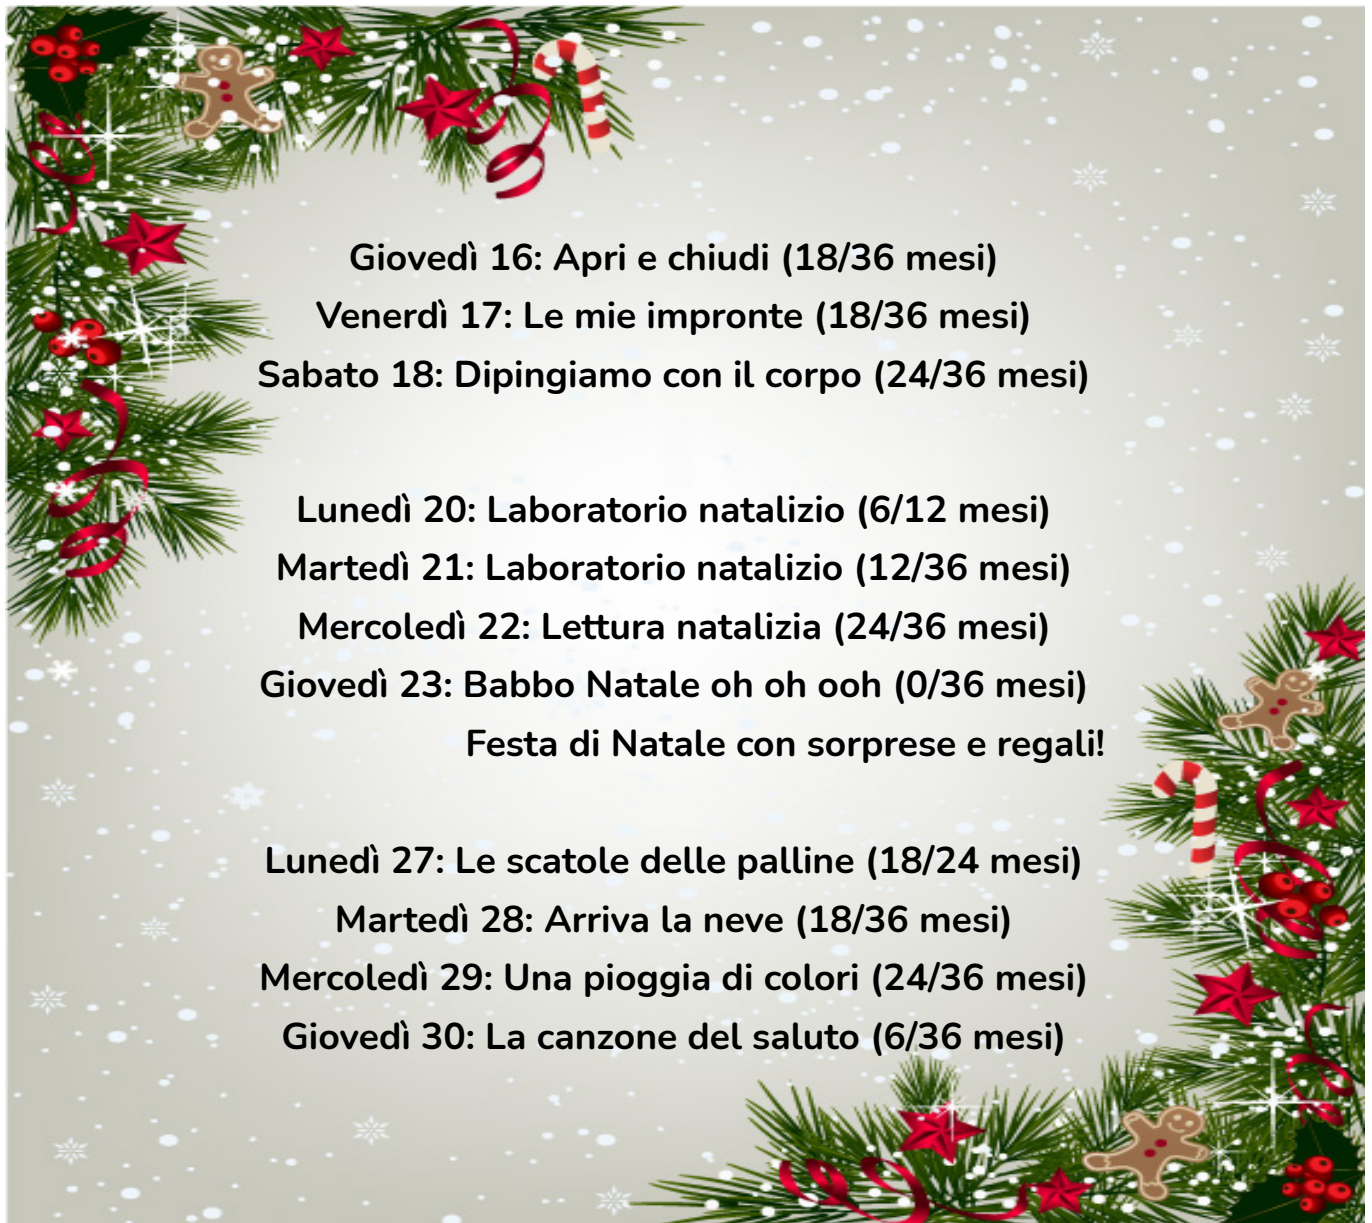 Giovedì 16: Apri e chiudi (18/36 mesi)
Venerdì 17: Le mie impronte (18/36 mesi)
Sabato 18: Dipingiamo con il corpo (24/36 mesi)
Lunedì 20: Laboratorio natalizio (6/12 mesi)
Martedì 21: Laboratorio natalizio (12/36 mesi)
Mercoledì 22: Lettura natalizia (24/36 mesi)
Giovedì 23: Babbo Natale oh oh ooh (0/36 mesi)
Festa di Natale con sorprese e regali!
Lunedì 27: Le scatole delle palline (18/24 mesi)
Martedì 28: Arriva la neve (18/36 mesi)
Mercoledì 29: Una pioggia di colori (24/36 mesi)
Giovedì 30: La canzone del saluto (6/36 mesi)